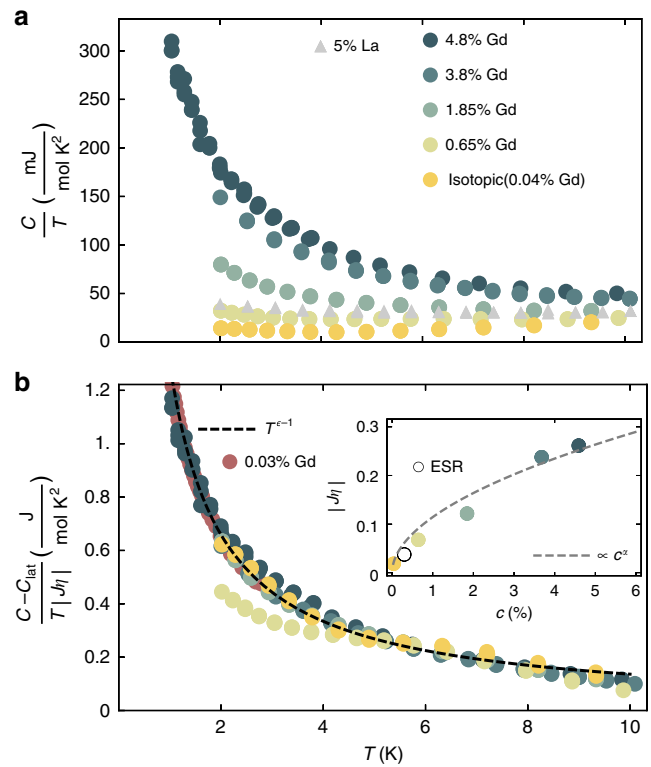 a
5% La
4.8% Gd
3.8% Gd
1.85% Gd
0.65% Gd
Isotopic(0.04% Gd)
C/T (mJ/mol K²)
300
250
200
150
100
50
0
b
T^{ε−1}
0.03% Gd
(C−C_lat)/(T|Jη|) (J/mol K²)
1.2
1
0.8
0.6
0.4
0.2
0
2 4 6 8 10
T (K)
ESR
∝ c^α
|Jη|
0.3
0.2
0.1
0
0 1 2 3 4 5 6
c (%)